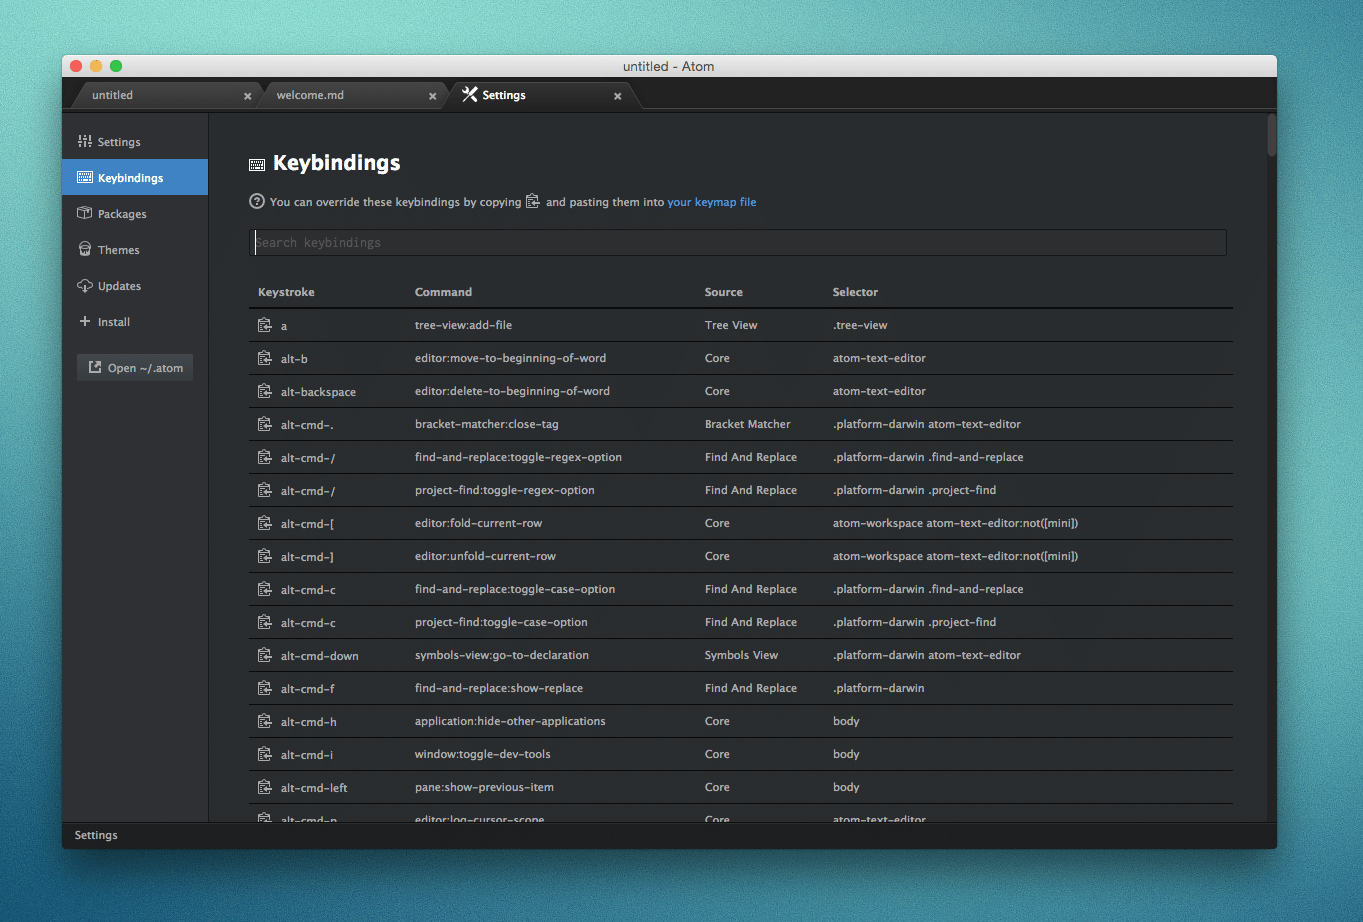 untitled - Atom
untitled
welcome.md
Settings
Settings
Keybindings
Packages
Themes
Updates
Install
Open ~/.atom
Keybindings
You can override these keybindings by copying and pasting them into your keymap file
Search keybindings
Keystroke Command Source Selector
a tree-view:add-file Tree View .tree-view
alt-b editor:move-to-beginning-of-word Core atom-text-editor
alt-backspace editor:delete-to-beginning-of-word Core atom-text-editor
alt-cmd-. bracket-matcher:close-tag Bracket Matcher .platform-darwin atom-text-editor
alt-cmd-/ find-and-replace:toggle-regex-option Find And Replace .platform-darwin .find-and-replace
alt-cmd-/ project-find:toggle-regex-option Find And Replace .platform-darwin .project-find
alt-cmd-[ editor:fold-current-row Core atom-workspace atom-text-editor:not([mini])
alt-cmd-] editor:unfold-current-row Core atom-workspace atom-text-editor:not([mini])
alt-cmd-c find-and-replace:toggle-case-option Find And Replace .platform-darwin .find-and-replace
alt-cmd-c project-find:toggle-case-option Find And Replace .platform-darwin .project-find
alt-cmd-down symbols-view:go-to-declaration Symbols View .platform-darwin atom-text-editor
alt-cmd-f find-and-replace:show-replace Find And Replace .platform-darwin
alt-cmd-h application:hide-other-applications Core body
alt-cmd-i window:toggle-dev-tools Core body
alt-cmd-left pane:show-previous-item Core body
editor:log-cursor-scope Core atom-text-editor
Settings